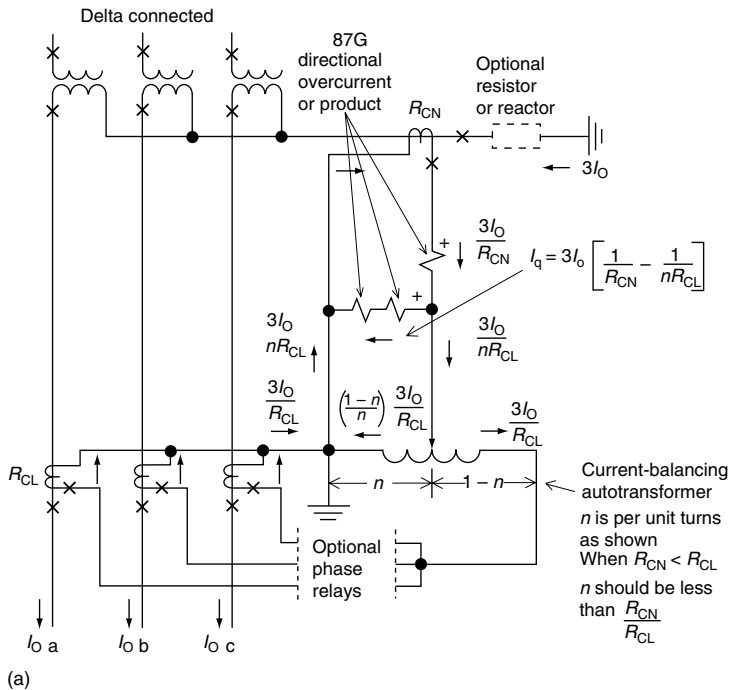 Delta connected
87G
directional
overcurrent
or product
R_CN
Optional
resistor
or reactor
3I_O
+
3I_O / R_CN
I_q = 3I_o [ 1/R_CN − 1/nR_CL ]
+
3I_O
nR_CL
3I_O / nR_CL
3I_O / R_CL
((1−n)/n) 3I_O / R_CL
3I_O / R_CL
R_CL
n
1 − n
Current-balancing
autotransformer
n is per unit turns
as shown
When R_CN < R_CL
n should be less
than R_CN / R_CL
Optional
phase
relays
I_O a
I_O b
I_O c
(a)